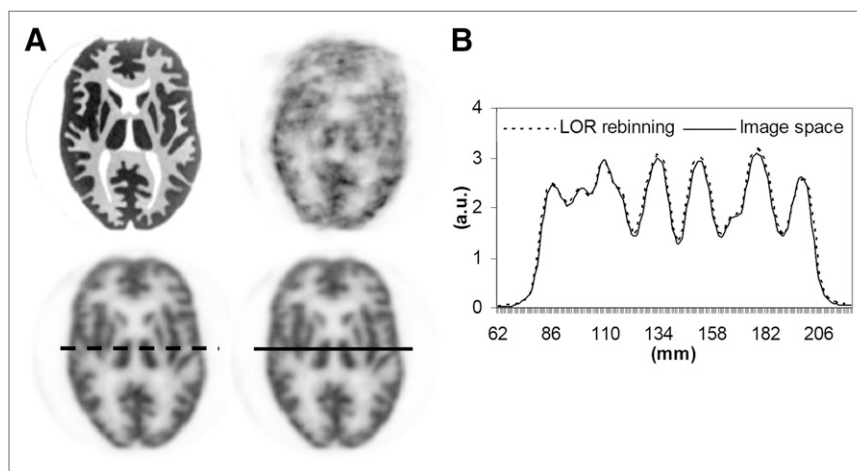 A
B
4
LOR rebinning Image space
3
(a.u.)
2
1
0
62 86 110 134 158 182 206
(mm)